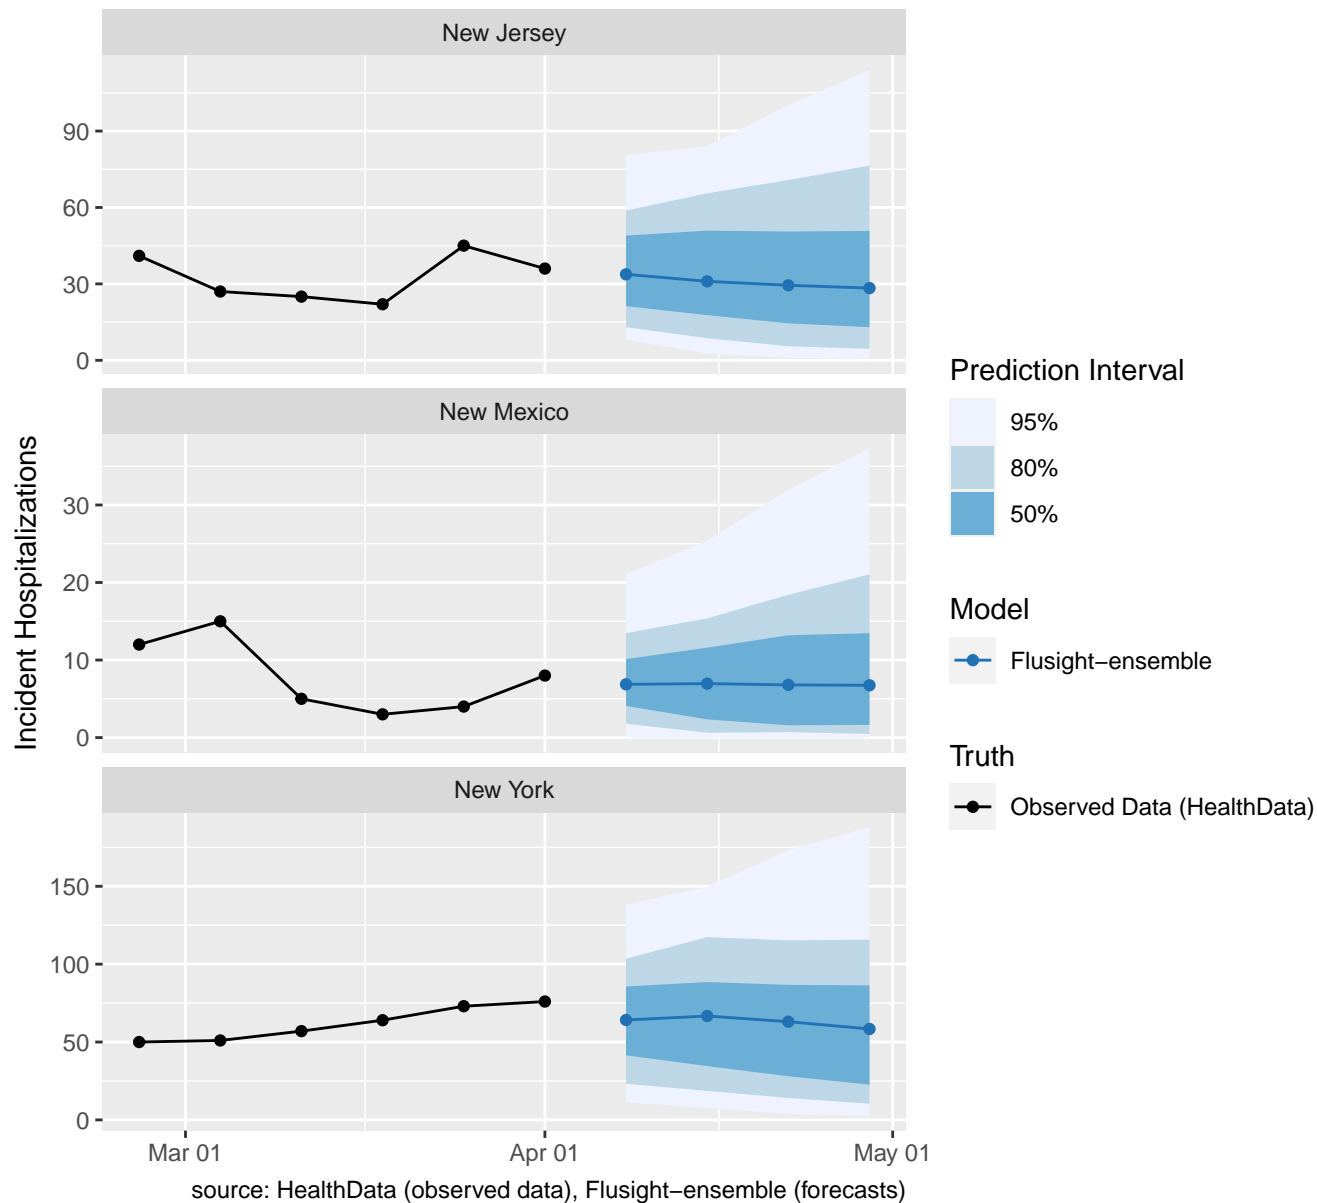 New Jersey
90
60
30
0
New Mexico
30
20
10
0
New York
150
100
50
0
Mar 01
Apr 01
May 01
Incident Hospitalizations
source: HealthData (observed data), Flusight−ensemble (forecasts)
Prediction Interval
95%
80%
50%
Model
Flusight−ensemble
Truth
Observed Data (HealthData)